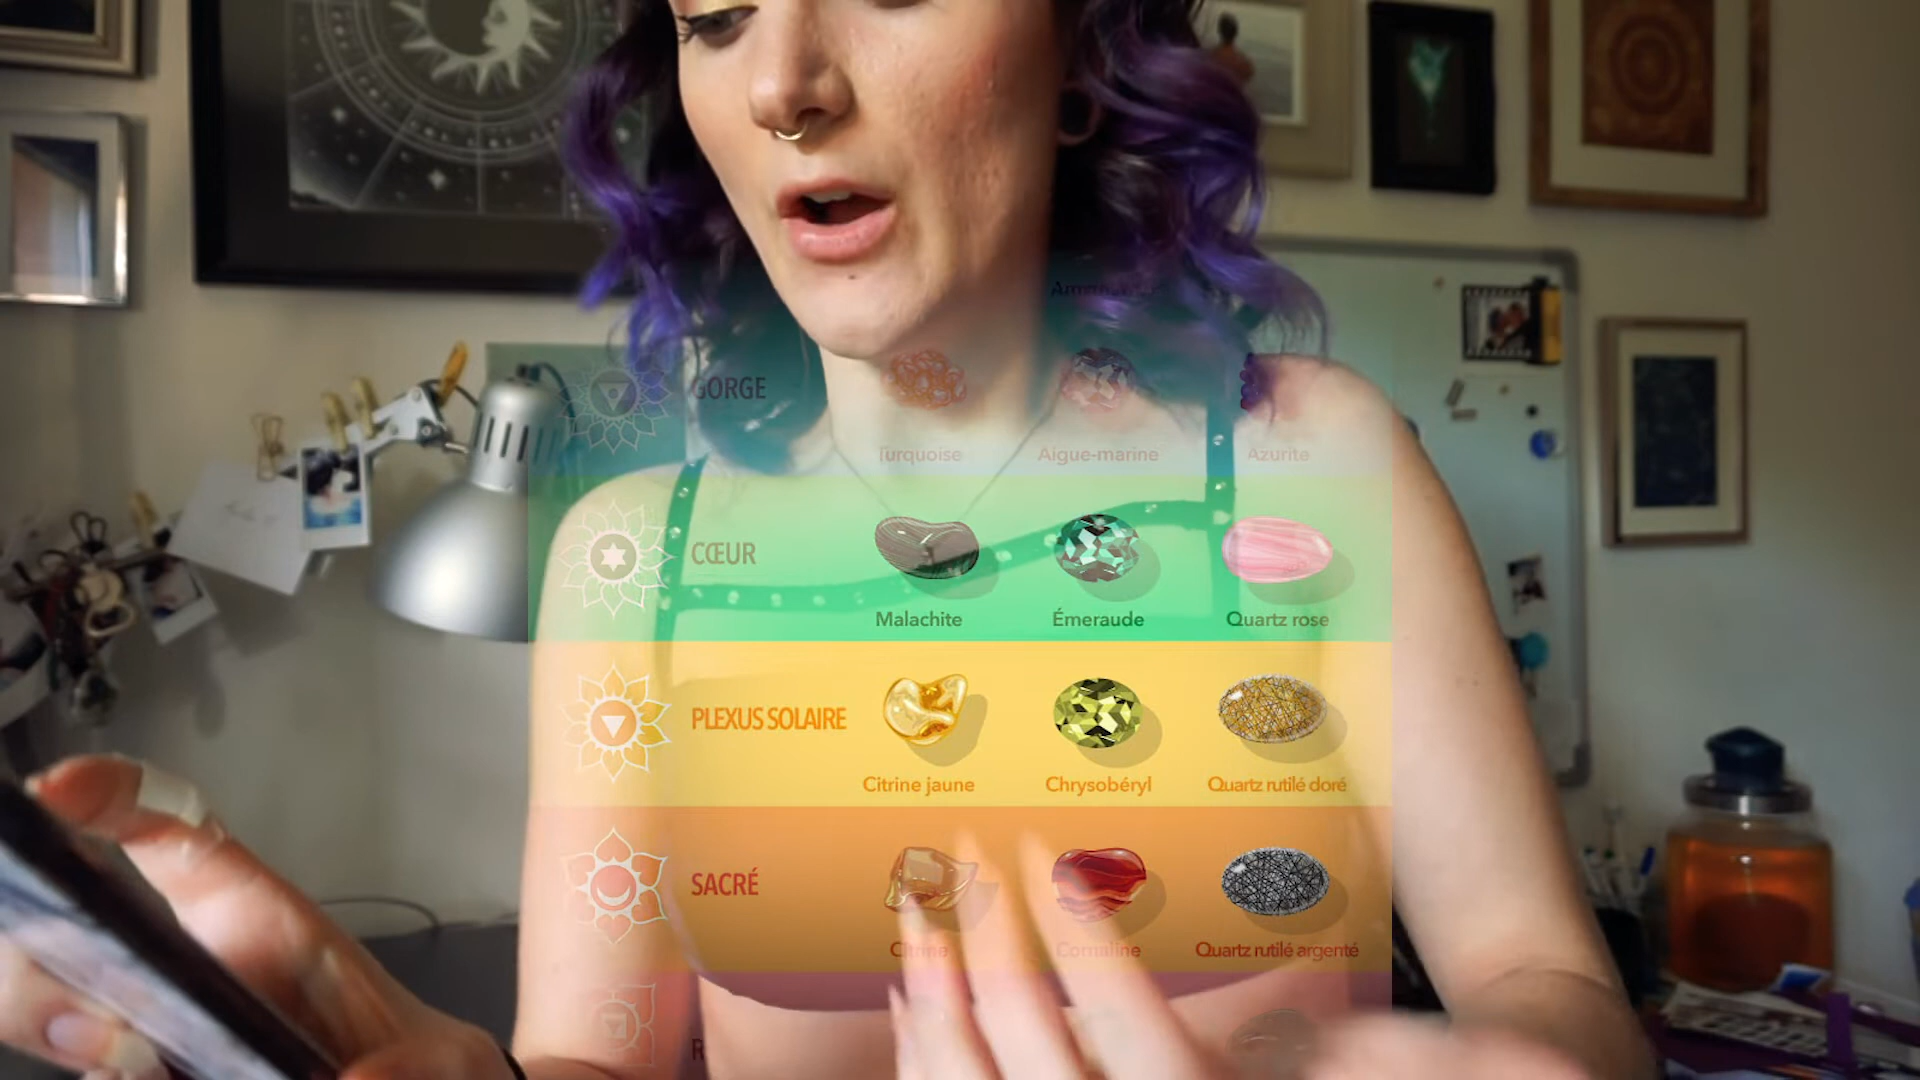 GORGE
Turquoise Aigue-marine Azurite
CŒUR
Malachite Émeraude Quartz rose
PLEXUS SOLAIRE
Citrine jaune Chrysobéryl Quartz rutilé doré
SACRÉ
Citrine Cornaline Quartz rutilé argenté